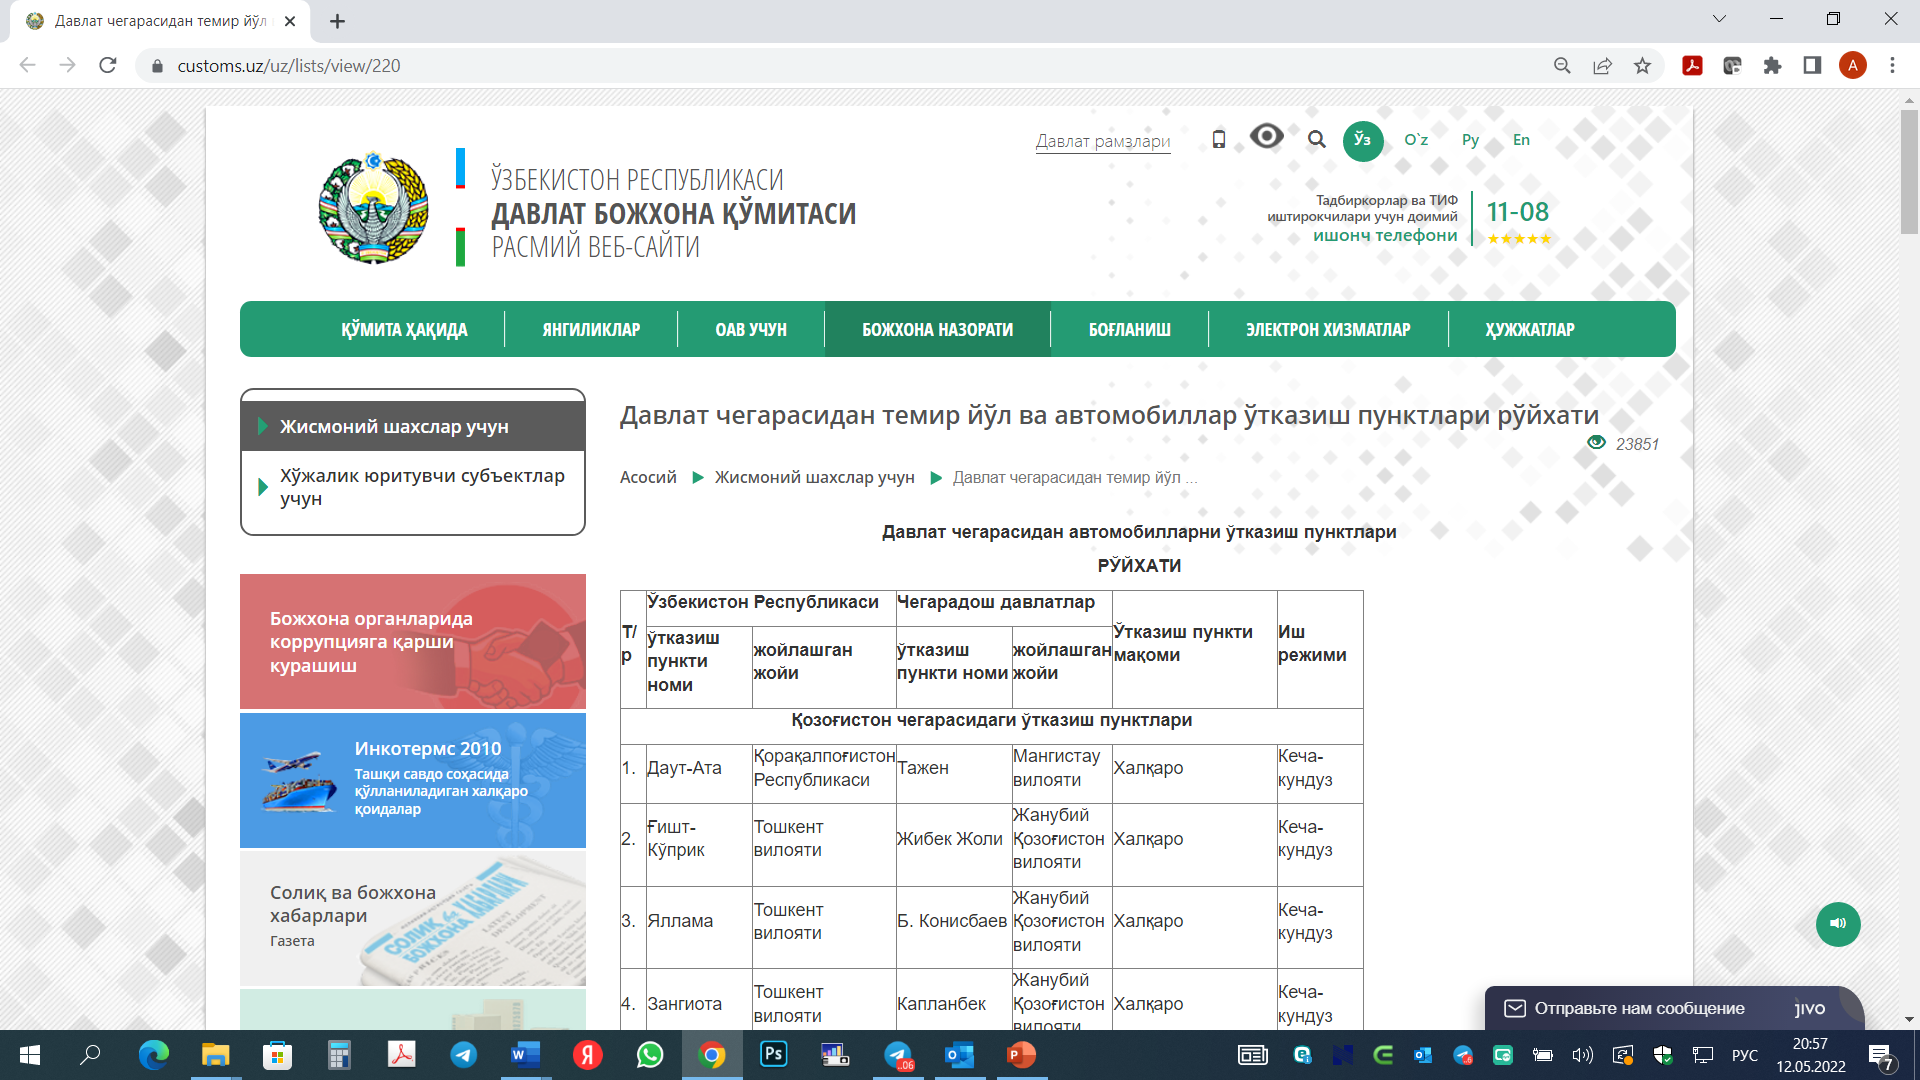 Давлат чегарасидан темир йўл
customs.uz/uz/lists/view/220
A
Давлат рамзлари
Ўз
O`z
Ру
En
ЎЗБЕКИСТОН РЕСПУБЛИКАСИ
ДАВЛАТ БОЖХОНА ҚЎМИТАСИ
РАСМИЙ ВЕБ-САЙТИ
Тадбиркорлар ва ТИФ
иштирокчилари учун доимий
ишонч телефони
11-08
ҚЎМИТА ҲАҚИДА
ЯНГИЛИКЛАР
ОАВ УЧУН
БОЖХОНА НАЗОРАТИ
БОҒЛАНИШ
ЭЛЕКТРОН ХИЗМАТЛАР
ҲУЖЖАТЛАР
Жисмоний шахслар учун
Хўжалик юритувчи субъектлар
учун
Божхона органларида
коррупцияга қарши
курашиш
Инкотермс 2010
Ташқи савдо соҳасида
қўлланиладиган халқаро
қоидалар
Солиқ ва божхона
хабарлари
Газета
СОЛИҚ ва
БОЖХОНА ХАБАРЛАРИ
Давлат чегарасидан темир йўл ва автомобиллар ўтказиш пунктлари рўйхати
23851
Асосий
Жисмоний шахслар учун
Давлат чегарасидан темир йўл ...
Давлат чегарасидан автомобилларни ўтказиш пунктлари
РЎЙХАТИ
Т/
р
Ўзбекистон Республикаси
Чегарадош давлатлар
Ўтказиш пункти
мақоми
Иш
режими
ўтказиш
пункти
номи
жойлашган
жойи
ўтказиш
пункти номи
жойлашган
жойи
Қозоғистон чегарасидаги ўтказиш пунктлари
1.
Даут-Ата
Қорақалпоғистон
Республикаси
Тажен
Мангистау
вилояти
Халқаро
Кеча-
кундуз
2.
Ғишт-
Кўприк
Тошкент
вилояти
Жибек Жоли
Жанубий
Қозоғистон
вилояти
Халқаро
Кеча-
кундуз
3.
Яллама
Тошкент
вилояти
Б. Конисбаев
Жанубий
Қозоғистон
вилояти
Халқаро
Кеча-
кундуз
4.
Зангиота
Тошкент
вилояти
Капланбек
Жанубий
Қозоғистон
вилояти
Халқаро
Кеча-
кундуз
Отправьте нам сообщение
jivo
РУС
20:57
12.05.2022
7